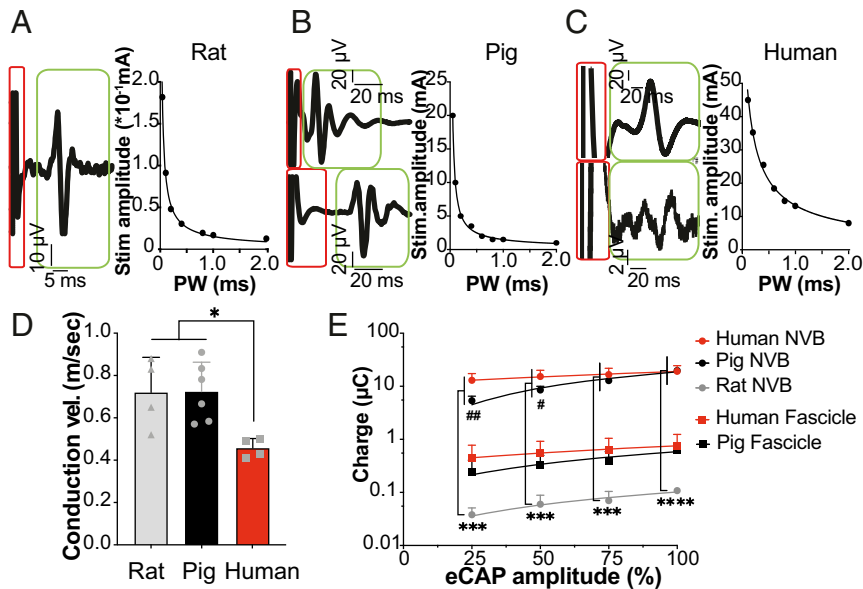 A
Rat
Stim amplitude (*10-1mA)
2.0
1.5
1.0
0.5
0
0
1.0
2.0
PW (ms)
10 µV
5 ms
B
Pig
20 µV
20 ms
20 µV
20 ms
Stim.amplitude (mA)
25
20
15
10
5
0
0
1.0
2.0
PW (ms)
C
Human
20 µV
20 ms
2 µV
20 ms
Stim amplitude (mA)
50
40
30
20
10
0
0
1.0
2.0
PW (ms)
D
Conduction vel. (m/sec)
1.0
0.8
0.6
0.4
0.2
0.0
*
Rat Pig Human
E
Charge (µC)
100
10
1
0.1
0.01
##
#
*** *** *** ****
0 25 50 75 100
eCAP amplitude (%)
Human NVB
Pig NVB
Rat NVB
Human Fascicle
Pig Fascicle